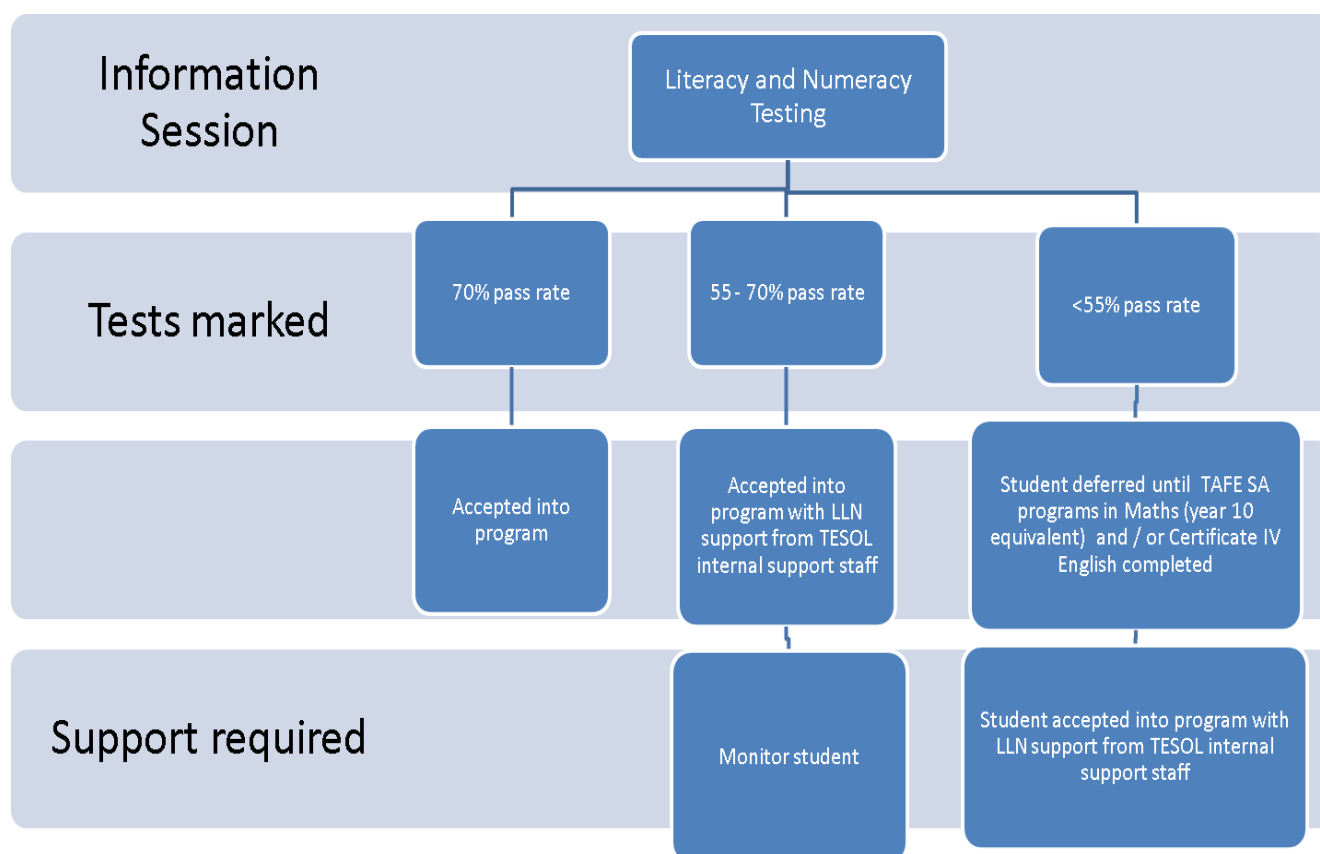 Information
Session
Literacy and Numeracy
Testing
Tests marked
70% pass rate
55 - 70% pass rate
<55% pass rate
Accepted into
program
Accepted into
program with LLN
support from TESOL
internal support staff
Student deferred until TAFE SA
programs in Maths (year 10
equivalent) and / or Certificate IV
English completed
Support required
Monitor student
Student accepted into program with
LLN support from TESOL internal
support staff